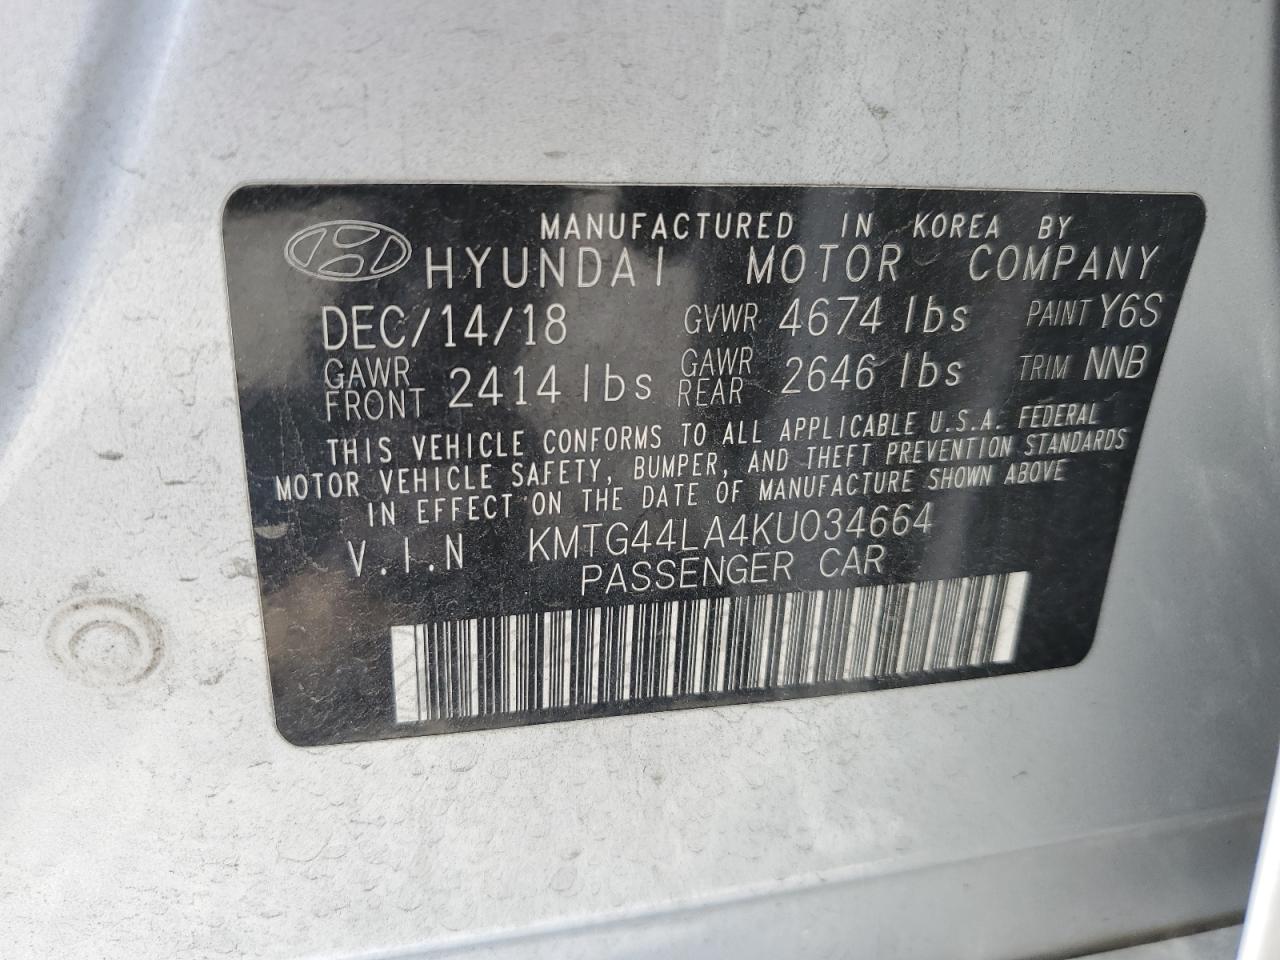 MANUFACTURED IN KOREA BY
HYUNDAI MOTOR COMPANY
DEC/14/18 GVWR 4674 lbs PAINT Y6S
GAWR FRONT 2414 lbs GAWR REAR 2646 lbs TRIM NNB
THIS VEHICLE CONFORMS TO ALL APPLICABLE U.S.A. FEDERAL
MOTOR VEHICLE SAFETY, BUMPER, AND THEFT PREVENTION STANDARDS
IN EFFECT ON THE DATE OF MANUFACTURE SHOWN ABOVE
V.I.N KMTG44LA4KU034664
PASSENGER CAR